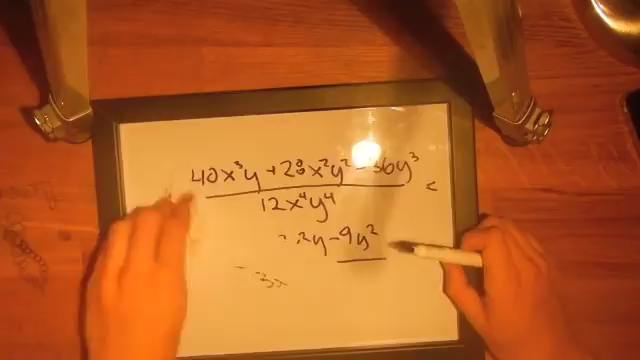 40x³y + 28x²y² - 36y³
12x⁴y⁴
2y - 9y²